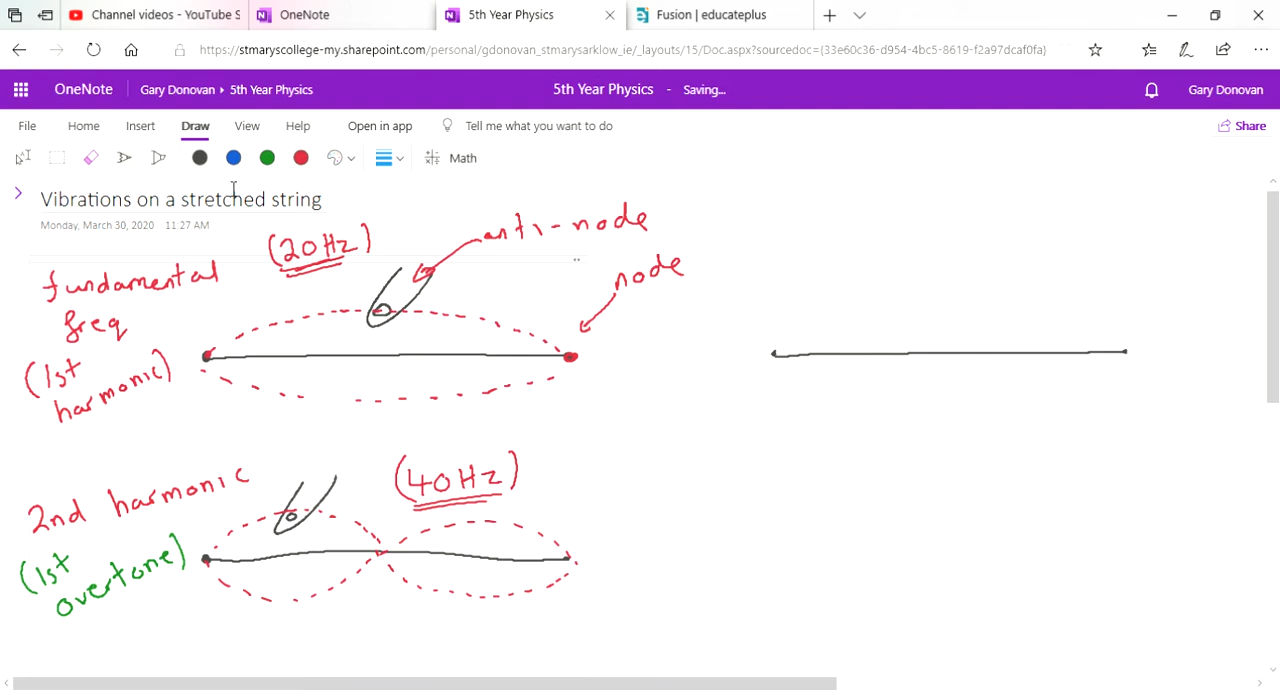 Channel videos - YouTube S
OneNote
5th Year Physics
Fusion | educateplus
https://stmaryscollege-my.sharepoint.com/personal/gdonovan_stmarysarklow_ie/_layouts/15/Doc.aspx?sourcedoc={33e60c36-d954-4bc5-8619-f2a97dcaf0fa}
OneNote
Gary Donovan › 5th Year Physics
5th Year Physics - Saving...
Gary Donovan
File Home Insert Draw View Help Open in app Tell me what you want to do
Share
Math
Vibrations on a stretched string
Monday, March 30, 2020 11:27 AM
(20Hz)
anti-node
node
fundamental
freq
(1st
harmonic)
2nd harmonic
(40Hz)
(1st
overtone)